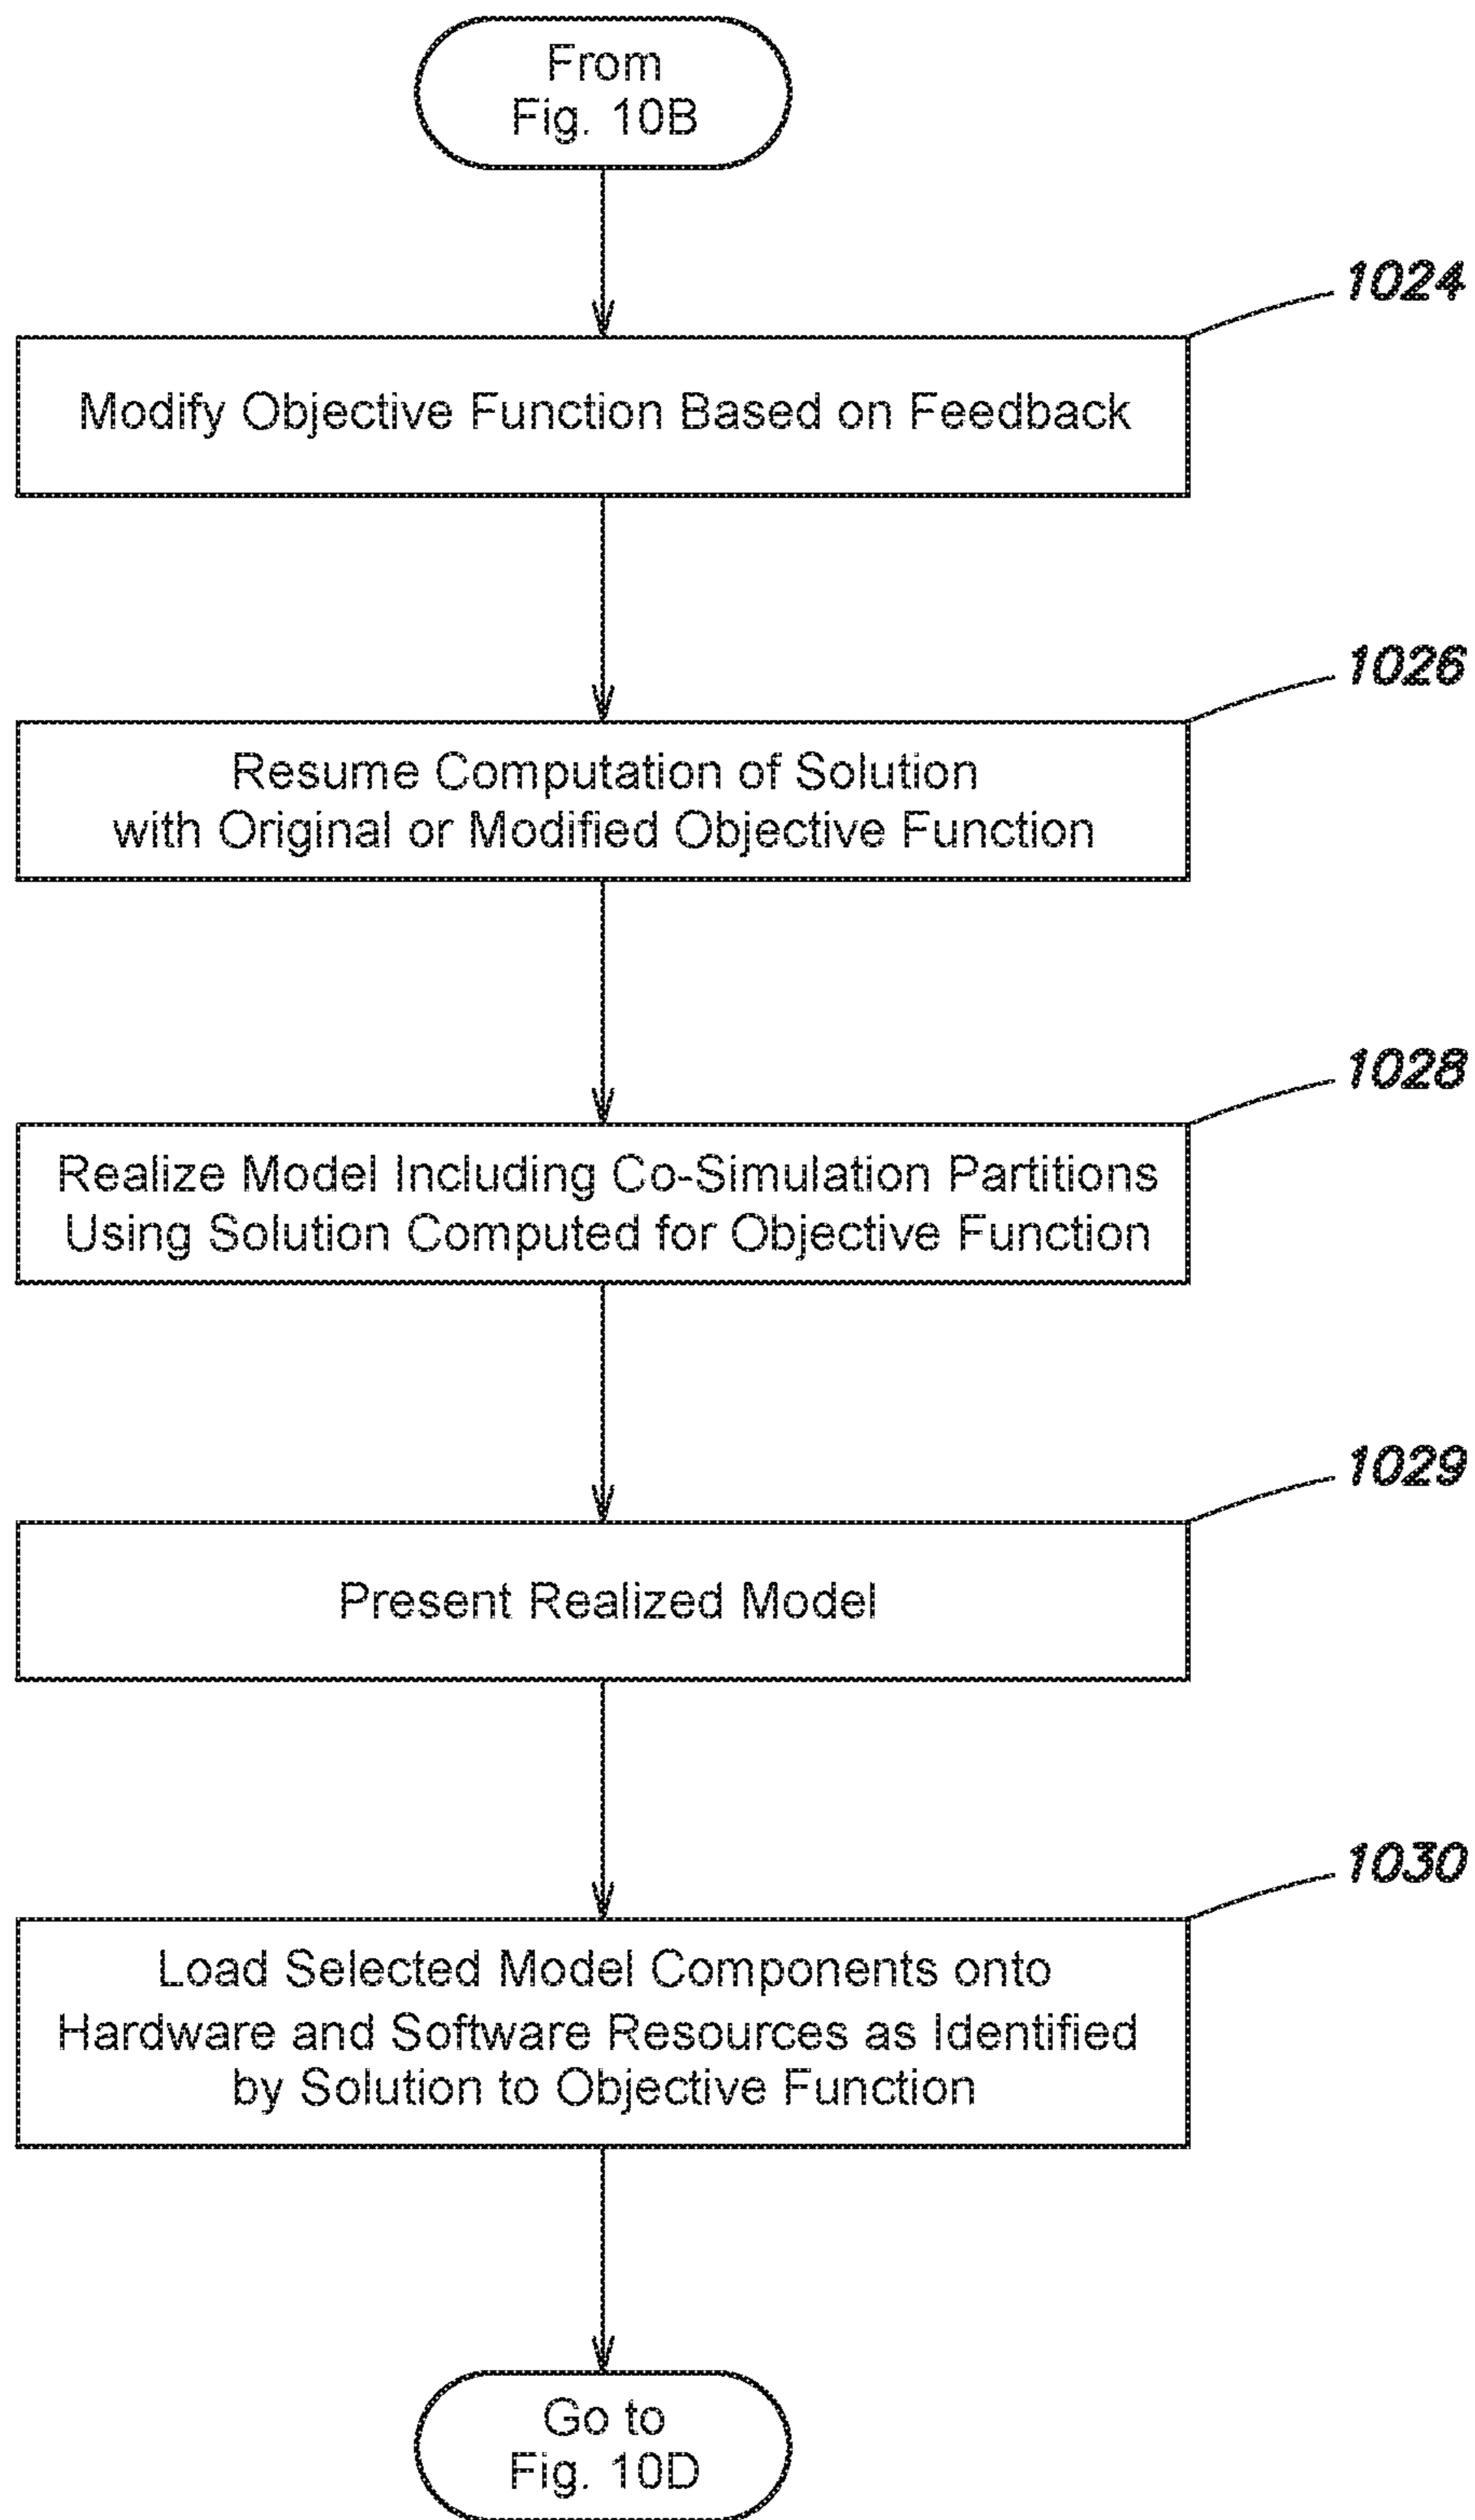 From
Fig. 10B
1024
Modify Objective Function Based on Feedback
1026
Resume Computation of Solution
with Original or Modified Objective Function
1028
Realize Model Including Co-Simulation Partitions
Using Solution Computed for Objective Function
1029
Present Realized Model
1030
Load Selected Model Components onto
Hardware and Software Resources as Identified
by Solution to Objective Function
Go to
Fig. 10D